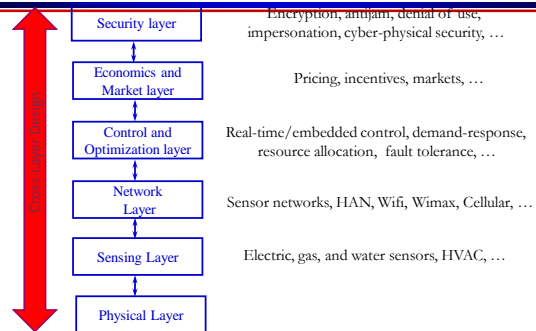 Security layer
Encryption, antijam, denial of use,
impersonation, cyber-physical security, …
Economics and
Market layer
Pricing, incentives, markets, …
Control and
Optimization layer
Real-time/embedded control, demand-response,
resource allocation, fault tolerance, …
Network
Layer
Sensor networks, HAN, Wifi, Wimax, Cellular, …
Sensing Layer
Electric, gas, and water sensors, HVAC, …
Physical Layer
Cross-Layer Design